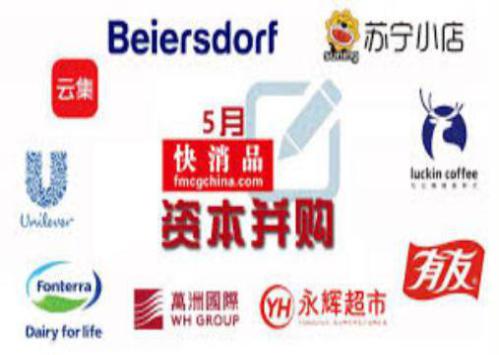 Beiersdorf
苏宁小店
suning
云集
5月
快消品
fmcgchina.com
资本并购
luckin coffee
Unilever
有友
Fonterra
Dairy for life
萬洲國際
WH GROUP
YH
永辉超市